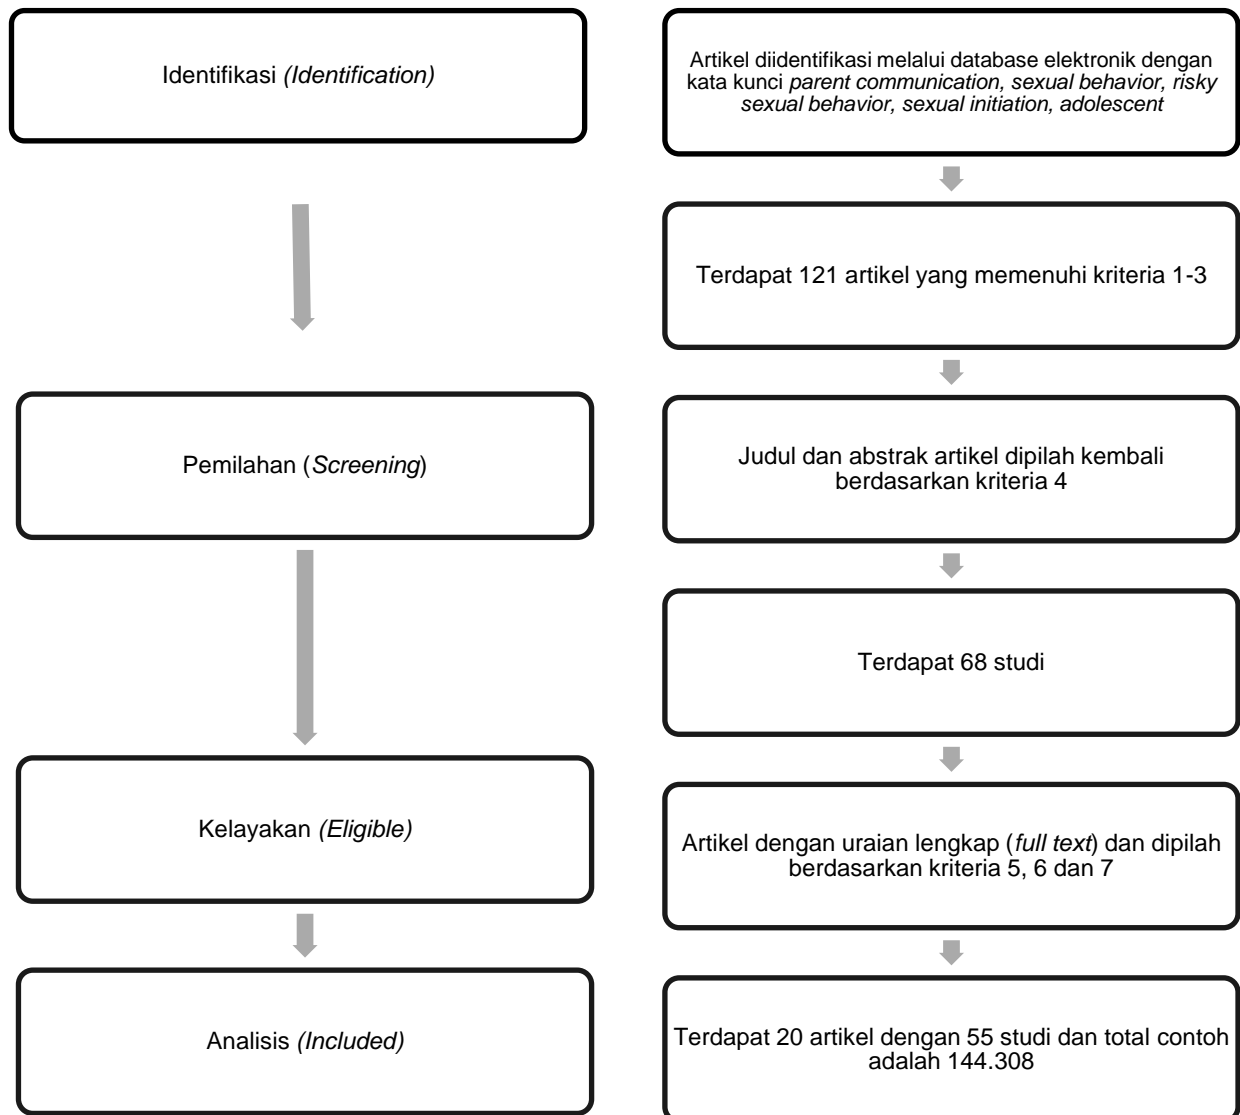 Identifikasi (Identification)
Artikel diidentifikasi melalui database elektronik dengan
kata kunci parent communication, sexual behavior, risky
sexual behavior, sexual initiation, adolescent
Terdapat 121 artikel yang memenuhi kriteria 1-3
Pemilahan (Screening)
Judul dan abstrak artikel dipilah kembali
berdasarkan kriteria 4
Terdapat 68 studi
Kelayakan (Eligible)
Artikel dengan uraian lengkap (full text) dan dipilah
berdasarkan kriteria 5, 6 dan 7
Analisis (Included)
Terdapat 20 artikel dengan 55 studi dan total contoh
adalah 144.308